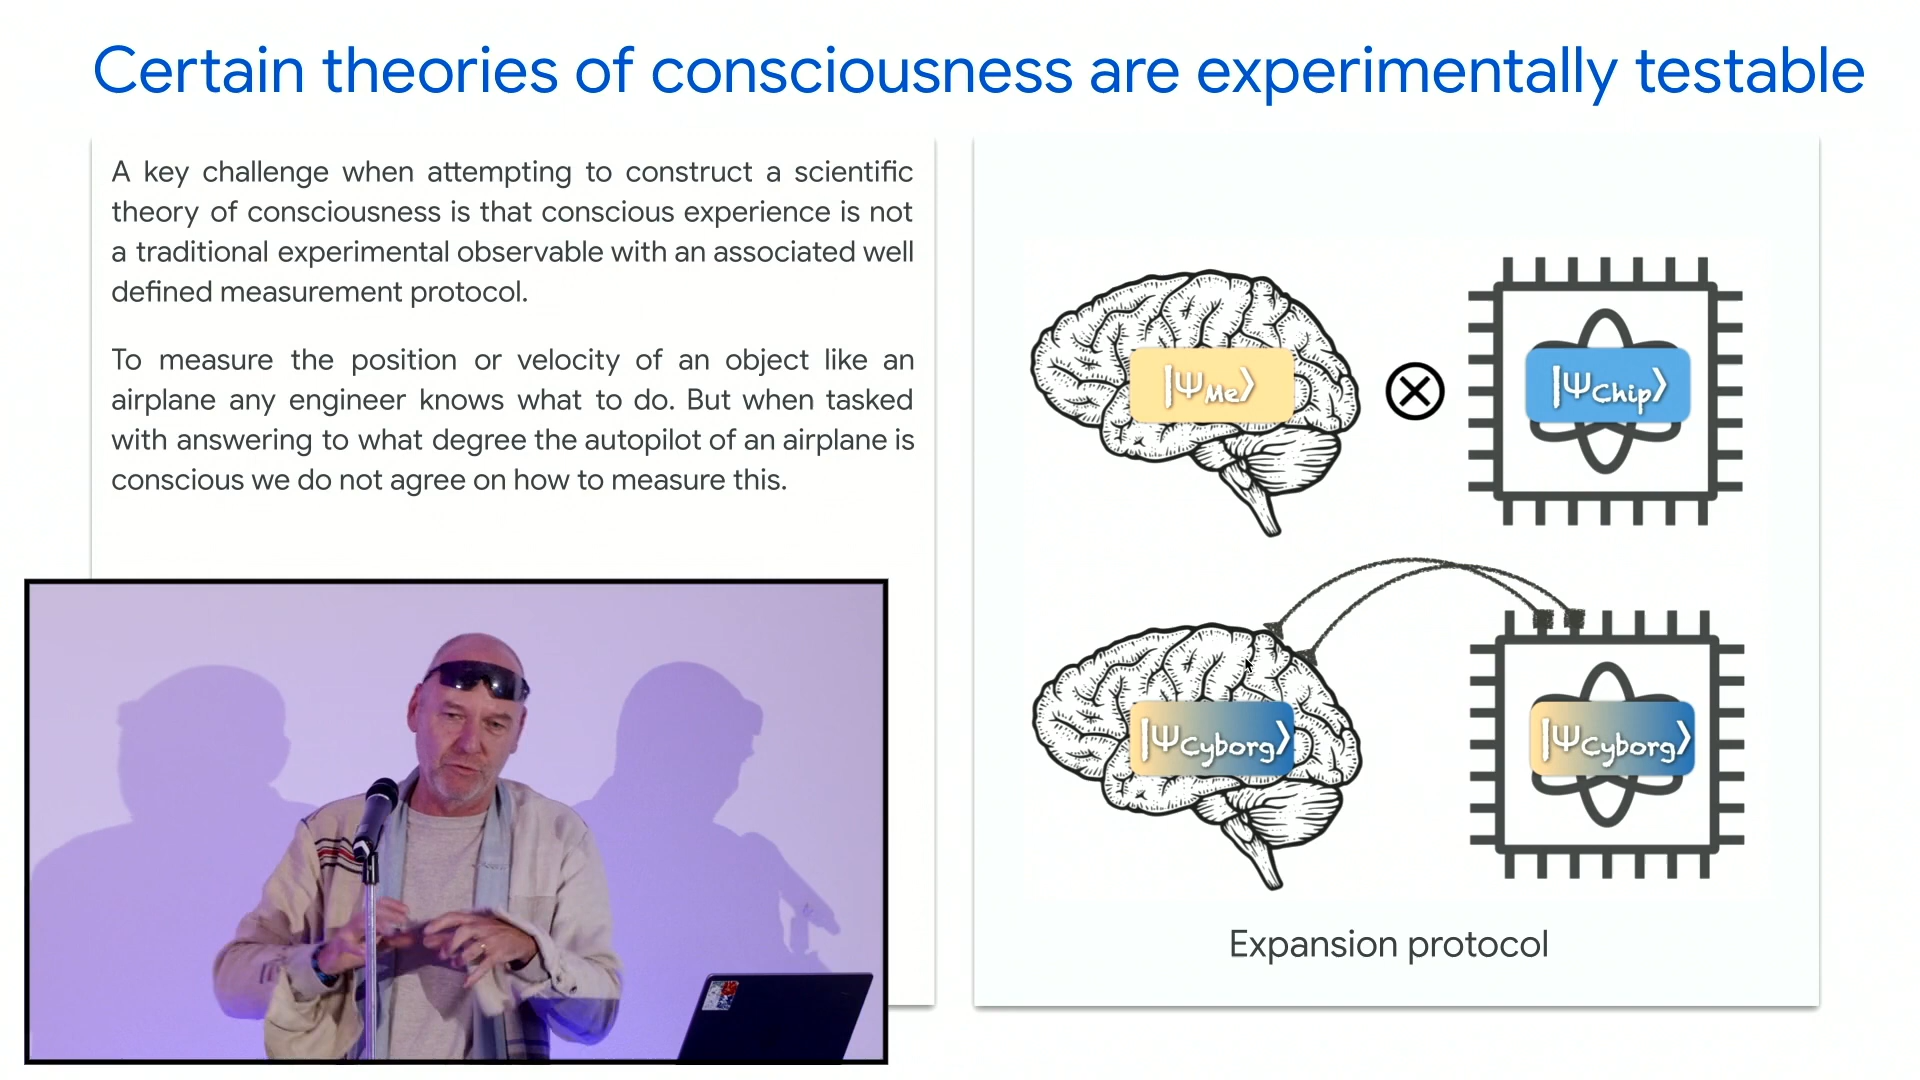 Certain theories of consciousness are experimentally testable
A key challenge when attempting to construct a scientific
theory of consciousness is that conscious experience is not
a traditional experimental observable with an associated well
defined measurement protocol.
To measure the position or velocity of an object like an
airplane any engineer knows what to do. But when tasked
with answering to what degree the autopilot of an airplane is
conscious we do not agree on how to measure this.
|Ψ_Me⟩ ⊗ |Ψ_Chip⟩
|Ψ_Cyborg⟩ |Ψ_Cyborg⟩
Expansion protocol